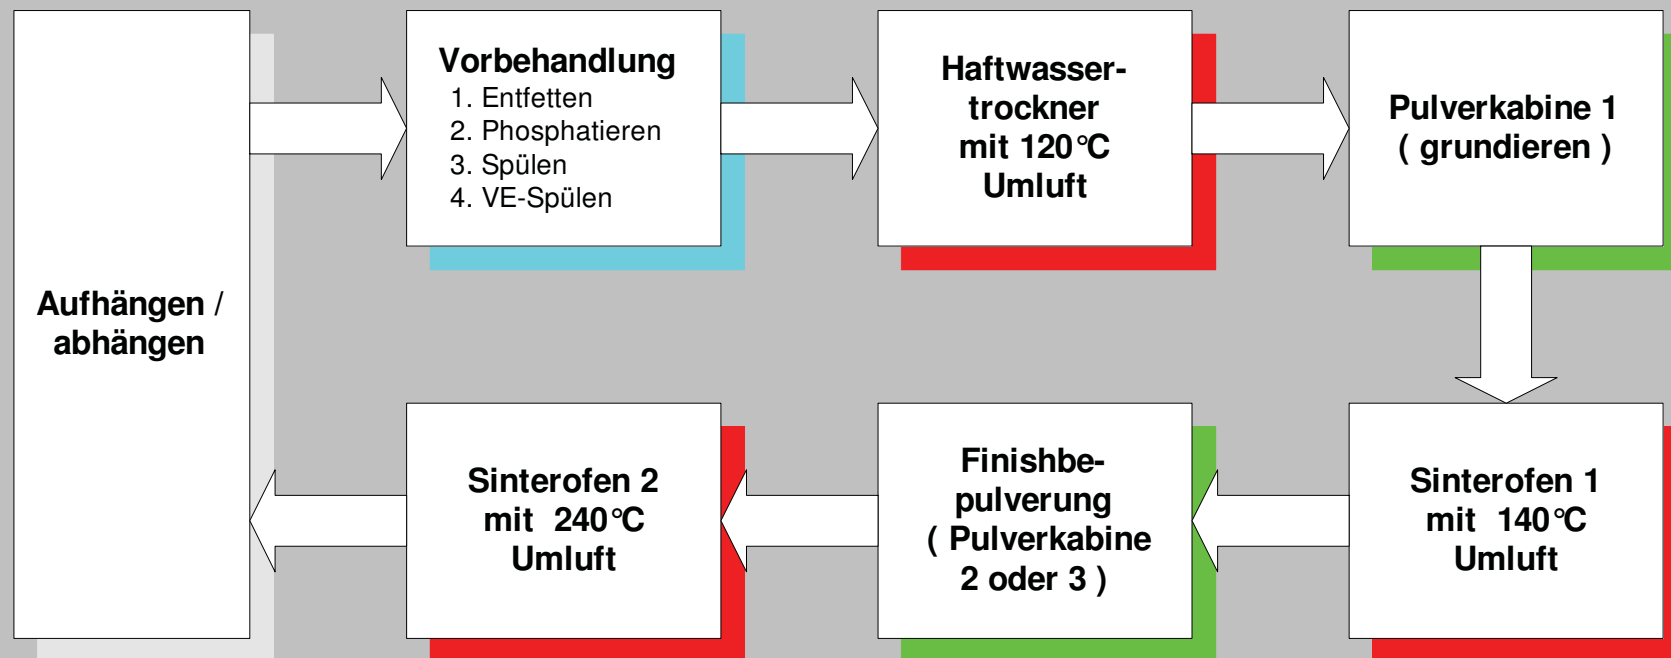 Aufhängen /
abhängen
Vorbehandlung
1. Entfetten
2. Phosphatieren
3. Spülen
4. VE-Spülen
Haftwasser-
trockner
mit 120°C
Umluft
Pulverkabine 1
( grundieren )
Sinterofen 1
mit  140°C
Umluft
Finishbe-
pulverung
( Pulverkabine
2 oder 3 )
Sinterofen 2
mit  240°C
Umluft